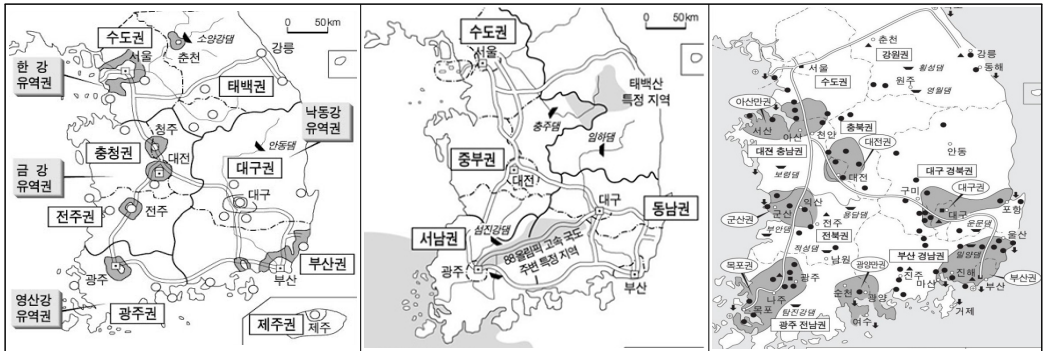 0 50km
수도권
서울
춘천
소양강댐
강릉
한 강
유역권
태백권
낙동강
유역권
청주
안동댐
충청권
대전
대구권
금 강
유역권
대구
전주권
전주
광주
부산
부산권
영산강
유역권
광주권
제주권
제주
0 50km
수도권
서울
태백산
특정 지역
충주댐
임하댐
중부권
대전
대구
동남권
섬진강댐
서남권
88올림픽 고속 국도
주변 특정 지역
광주
부산
0 50km
춘천
강릉
강원권
서울
동해
수도권
횡성댐
원주
영월댐
아산만권
서산
아산
천안
충북권
대전권
대전 충남권
안동
보령댐
대전
대구 경북권
구미
대구권
군산권
군산
익산
용담댐
대구
포항
부안댐
전주
전북권
운문댐
울산
적성댐
밀양댐
목포권
남원
부산 경남권
광양만권
광주
진주
진해
부산권
나주
순천
광양
마산
부산
목포
탐진강댐
여수
거제
광주 전남권